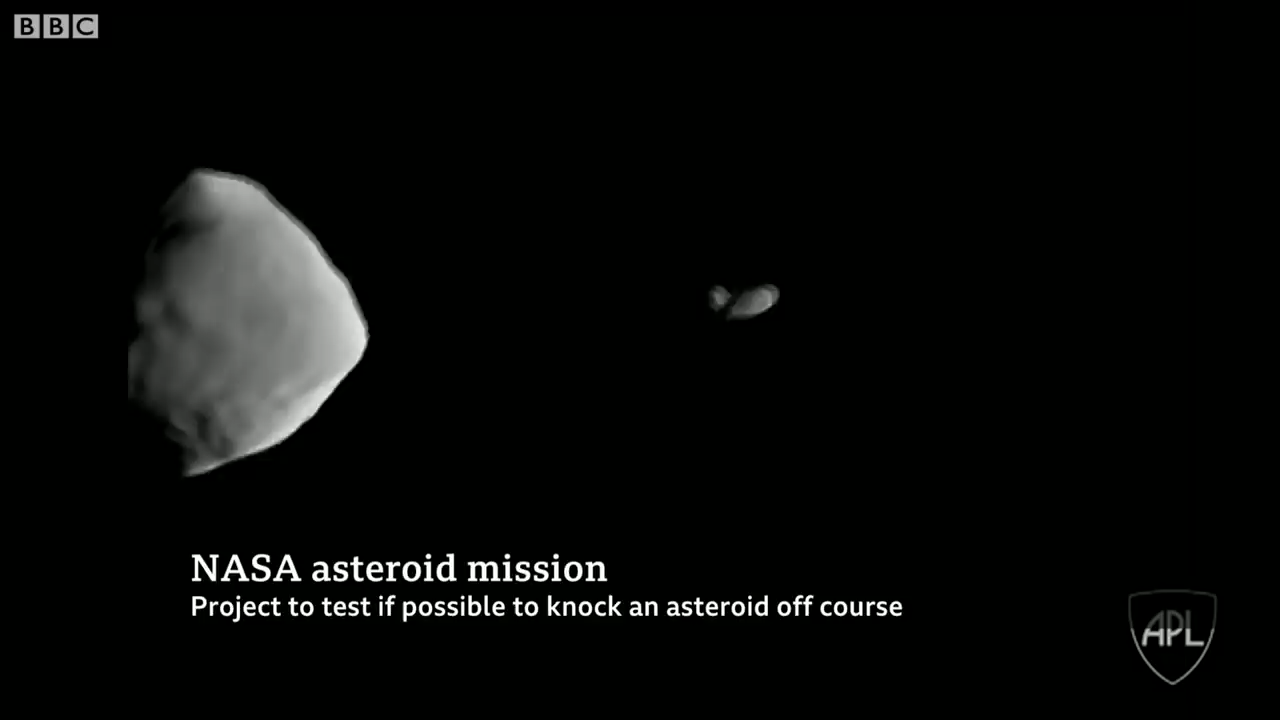 BBC
NASA asteroid mission
Project to test if possible to knock an asteroid off course
APL